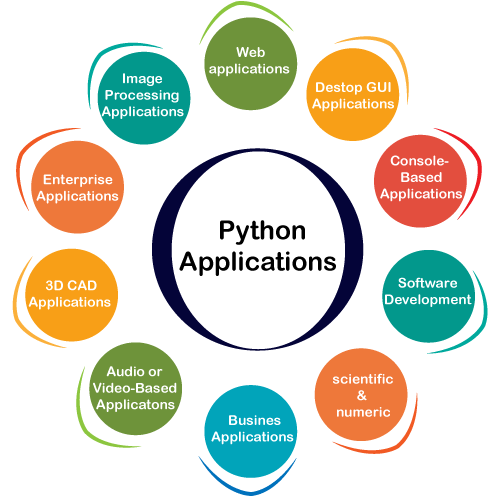 Python
Applications
Web
applications
Destop GUI
Applications
Console-
Based
Applications
Software
Development
scientific
&
numeric
Busines
Applications
Audio or
Video-Based
Applicatons
3D CAD
Applications
Enterprise
Applications
Image
Processing
Applications